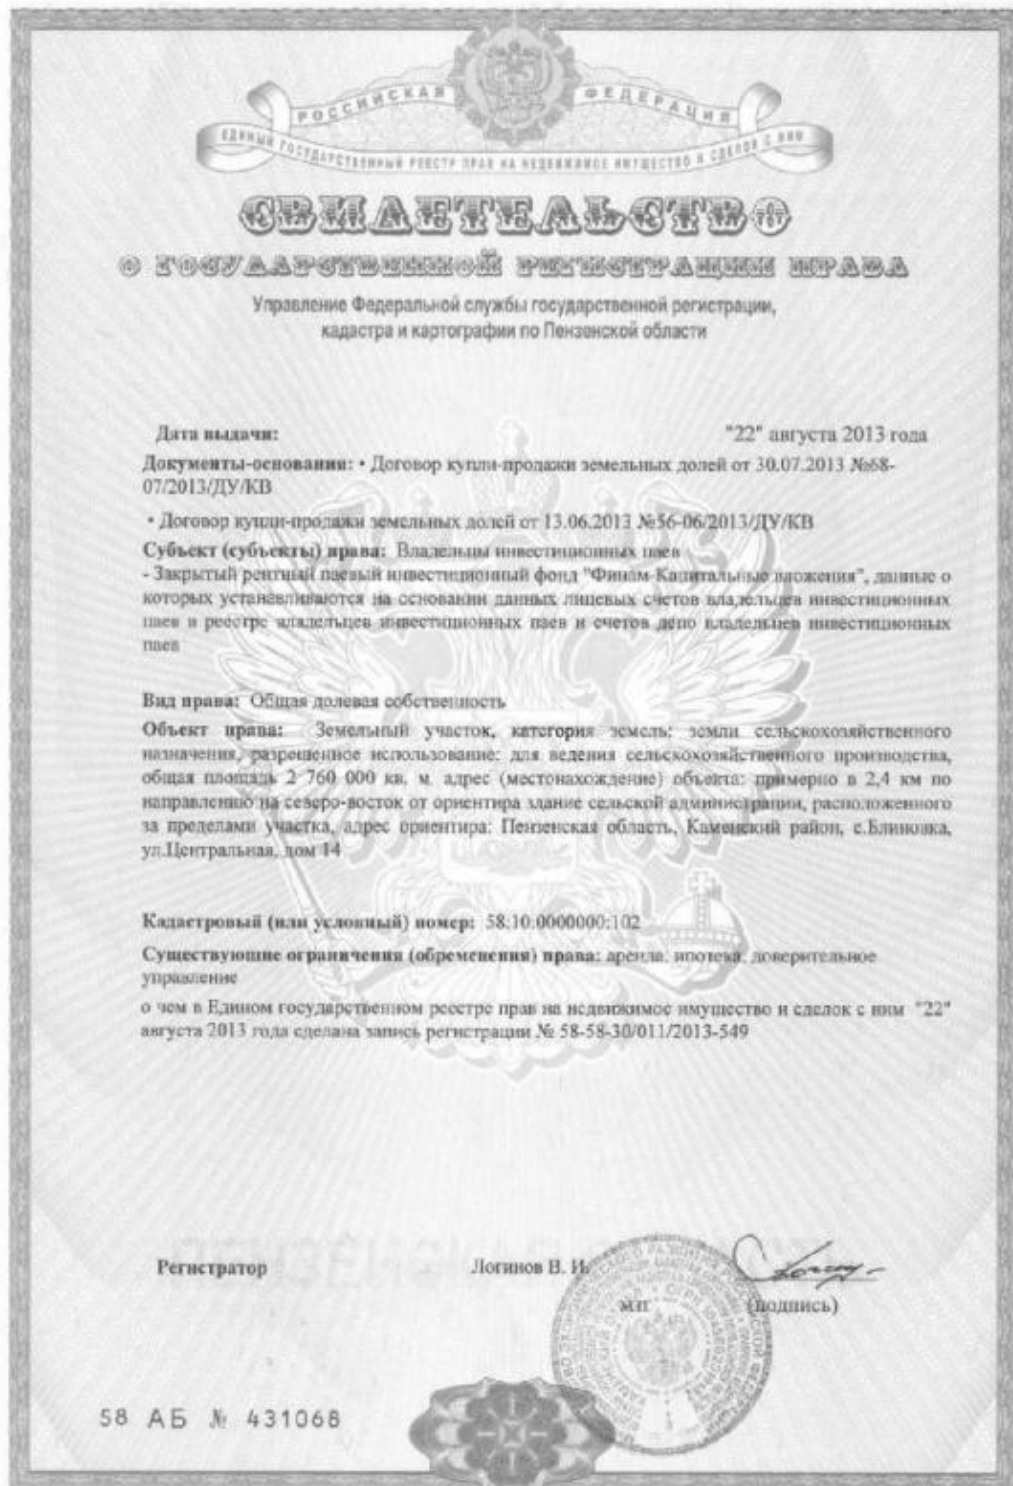 РОССИЙСКАЯ ФЕДЕРАЦИЯ
ЕДИНЫЙ ГОСУДАРСТВЕННЫЙ РЕЕСТР ПРАВ НА НЕДВИЖИМОЕ ИМУЩЕСТВО И СДЕЛОК С НИМ
СВИДЕТЕЛЬСТВО
О ГОСУДАРСТВЕННОЙ РЕГИСТРАЦИИ ПРАВА
Управление Федеральной службы государственной регистрации,
кадастра и картографии по Пензенской области
Дата выдачи: "22" августа 2013 года
Документы-основания: • Договор купли-продажи земельных долей от 30.07.2013 №68-
07/2013/ДУ/КВ
• Договор купли-продажи земельных долей от 13.06.2013 №56-06/2013/ДУ/КВ
Субъект (субъекты) права: Владельцы инвестиционных паев
- Закрытый рентный паевый инвестиционный фонд "Финам-Капитальные вложения", данные о
которых устанавливаются на основании данных лицевых счетов владельцев инвестиционных
паев в реестре владельцев инвестиционных паев и счетов депо владельцев инвестиционных
паев
Вид права: Общая долевая собственность
Объект права: Земельный участок, категория земель: земли сельскохозяйственного
назначения, разрешенное использование: для ведения сельскохозяйственного производства,
общая площадь 2 760 000 кв. м, адрес (местонахождение) объекта: примерно в 2,4 км по
направлению на северо-восток от ориентира здание сельской администрации, расположенного
за пределами участка, адрес ориентира: Пензенская область, Каменский район, с.Блиновка,
ул.Центральная, дом 14
Кадастровый (или условный) номер: 58:10:0000000:102
Существующие ограничения (обременения) права: аренда, ипотека, доверительное
управление
о чем в Едином государственном реестре прав на недвижимое имущество и сделок с ним "22"
августа 2013 года сделана запись регистрации № 58-58-30/011/2013-549
Регистратор Логинов В. И.
м.п. (подпись)
58 АБ № 431068